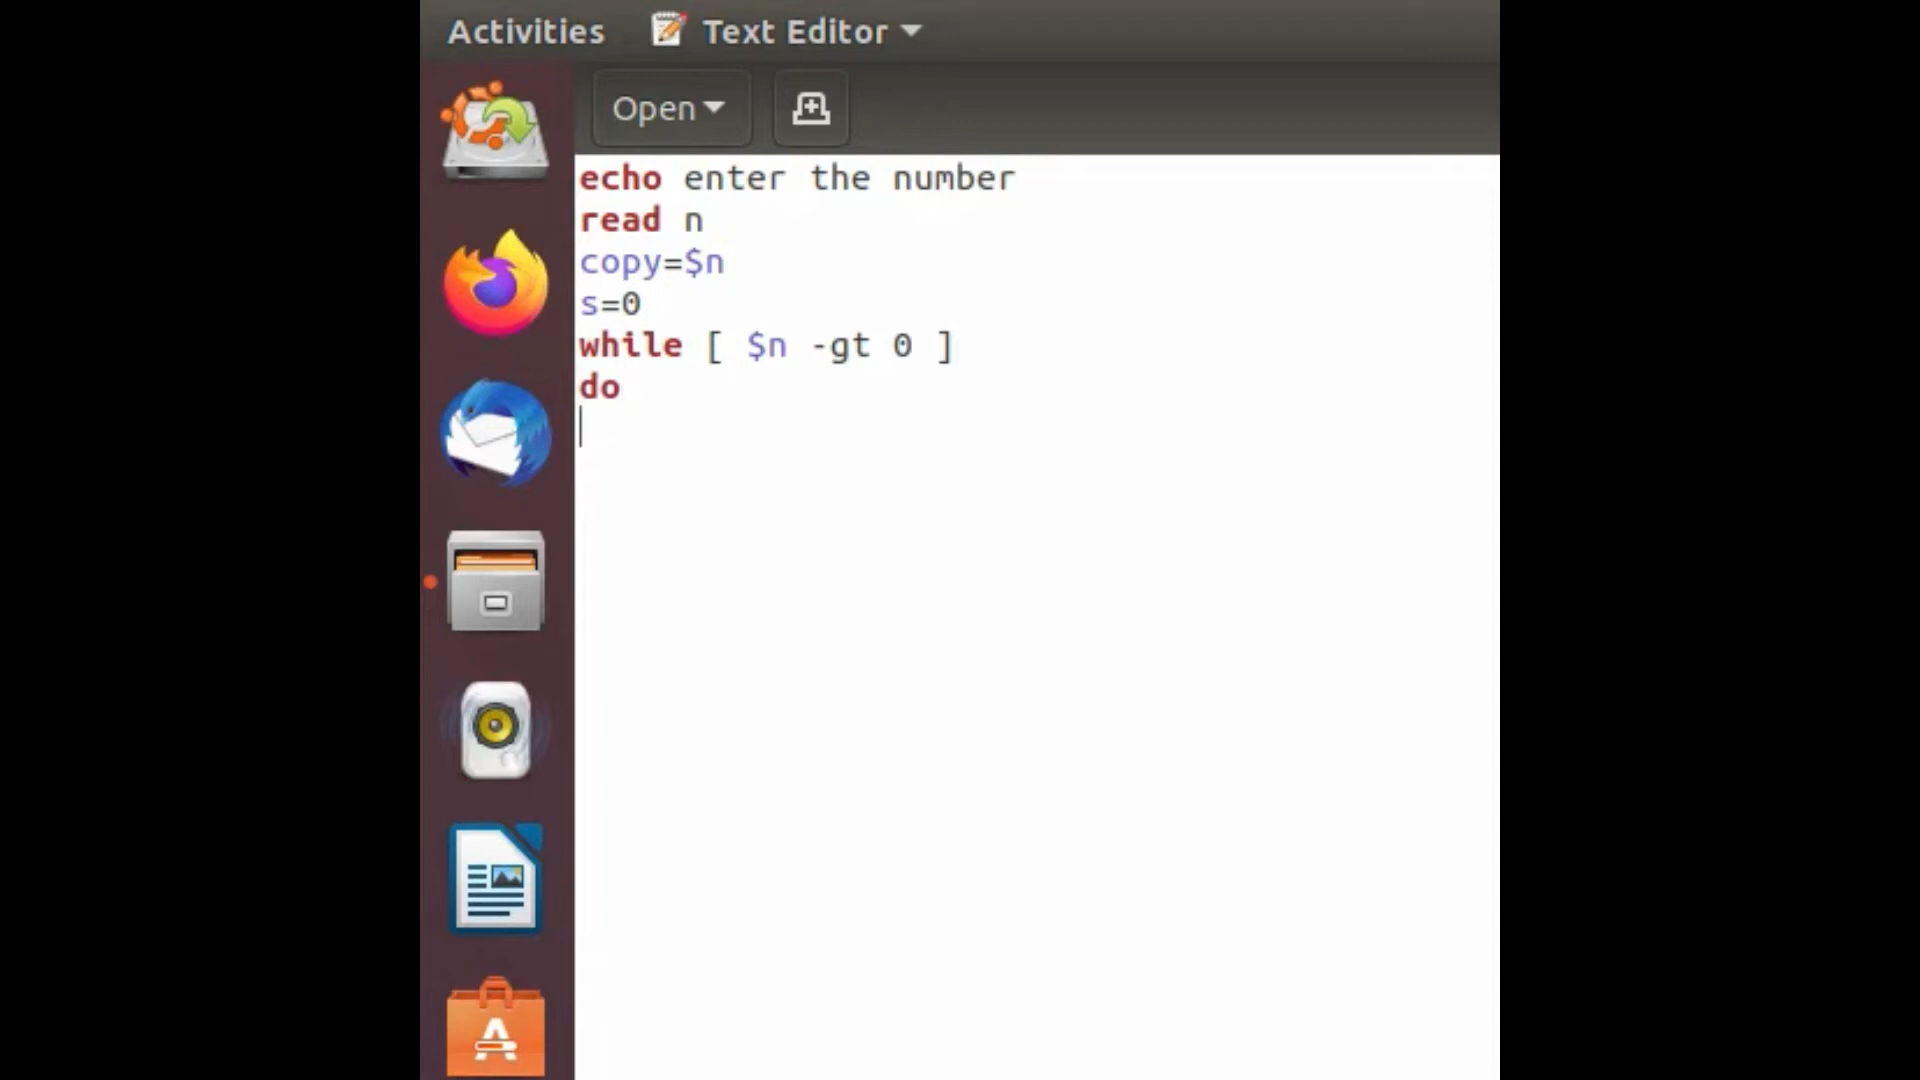 Activities Text Editor
Open
echo enter the number
read n
copy=$n
s=0
while [ $n -gt 0 ]
do